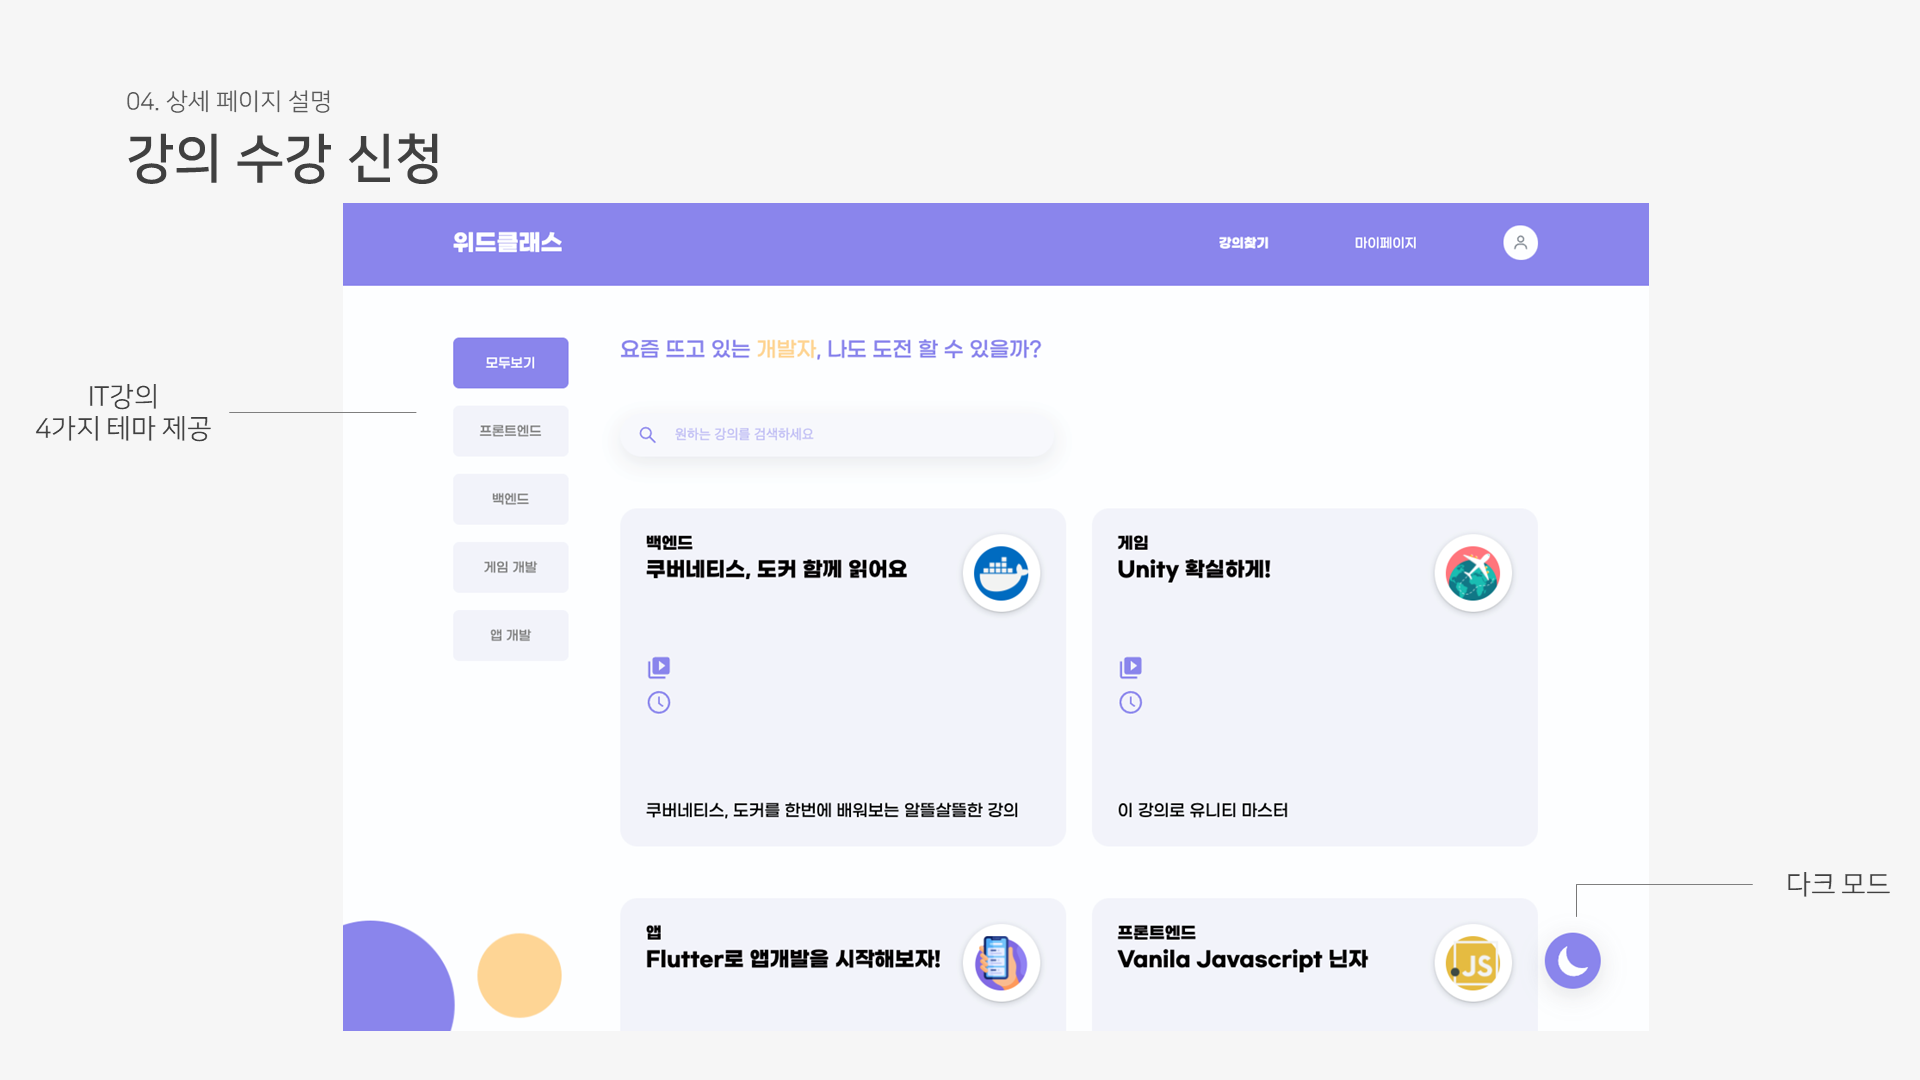 04. 상세 페이지 설명
강의 수강 신청
위드클래스
강의찾기
마이페이지
모두보기
프론트엔드
백엔드
게임 개발
앱 개발
IT강의
4가지 테마 제공
요즘 뜨고 있는 개발자, 나도 도전 할 수 있을까?
원하는 강의를 검색하세요
백엔드
쿠버네티스, 도커 함께 읽어요
쿠버네티스, 도커를 한번에 배워보는 알뜰살뜰한 강의
게임
Unity 확실하게!
이 강의로 유니티 마스터
앱
Flutter로 앱개발을 시작해보자!
프론트엔드
Vanila Javascript 닌자
.JS
다크 모드